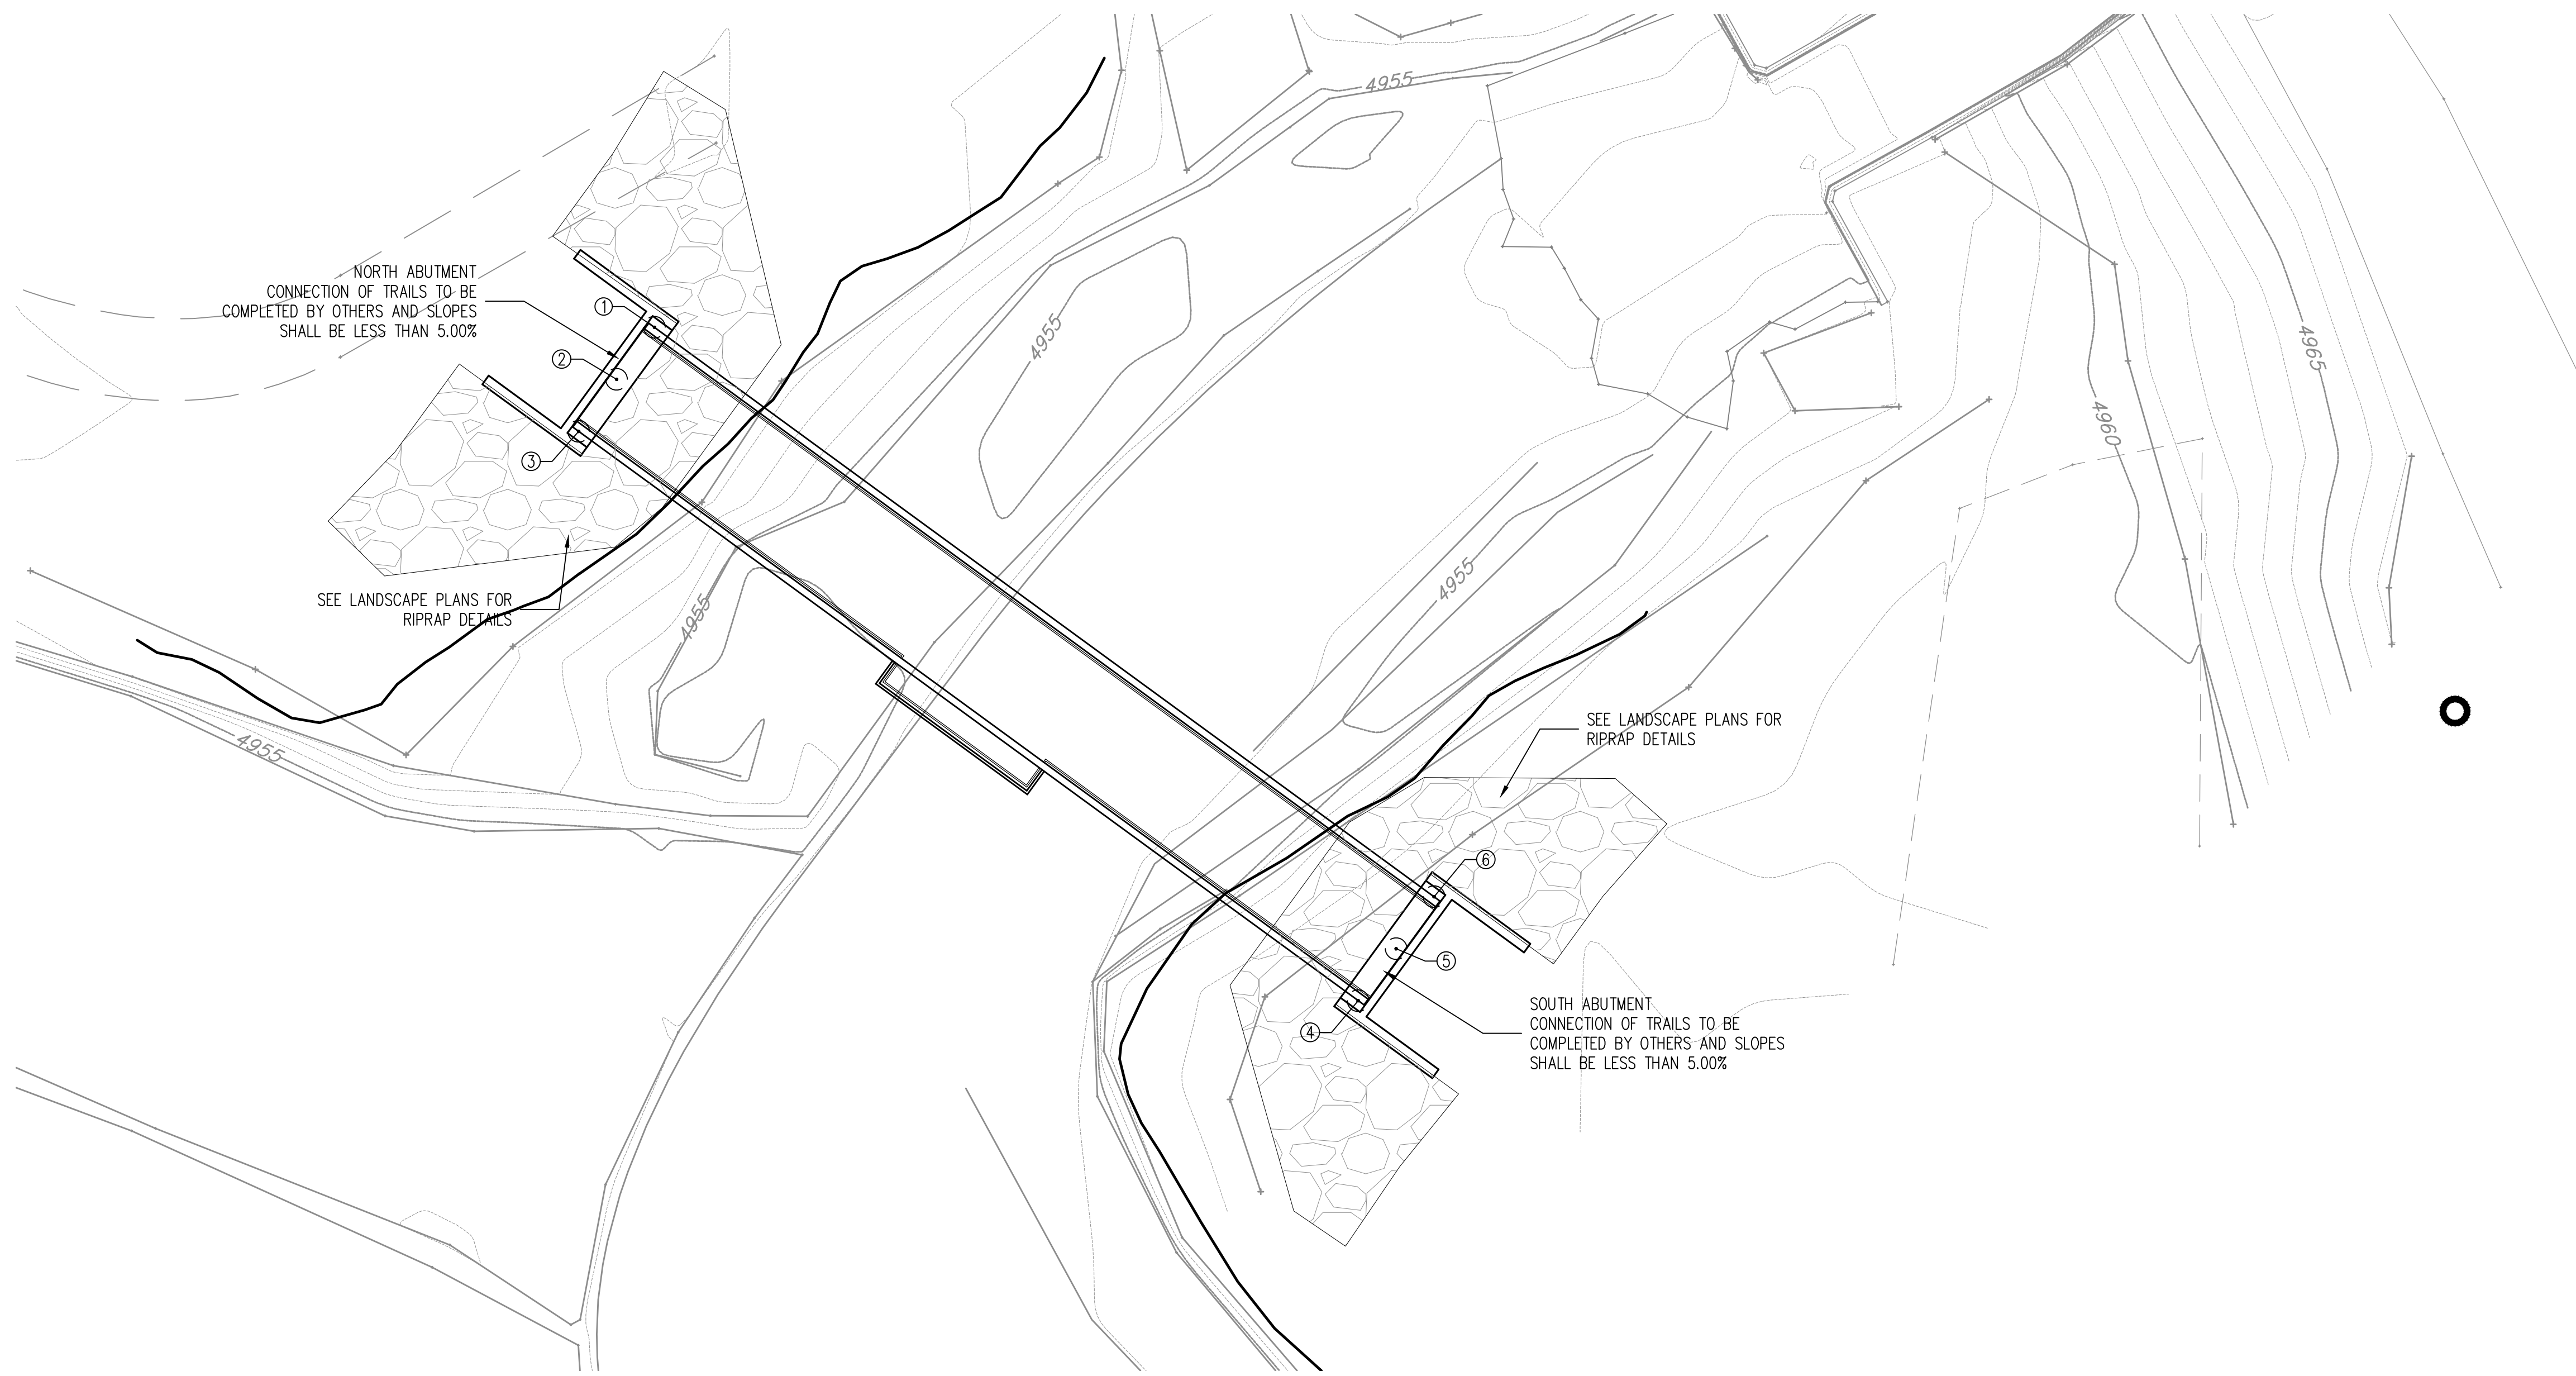 4955
NORTH ABUTMENT
CONNECTION OF TRAILS TO BE
COMPLETED BY OTHERS AND SLOPES
SHALL BE LESS THAN 5.00%
1
2
3
4955
4965
4960
SEE LANDSCAPE PLANS FOR
RIPRAP DETAILS
4955
4955
4955
SEE LANDSCAPE PLANS FOR
RIPRAP DETAILS
6
5
4
SOUTH ABUTMENT
CONNECTION OF TRAILS TO BE
COMPLETED BY OTHERS AND SLOPES
SHALL BE LESS THAN 5.00%